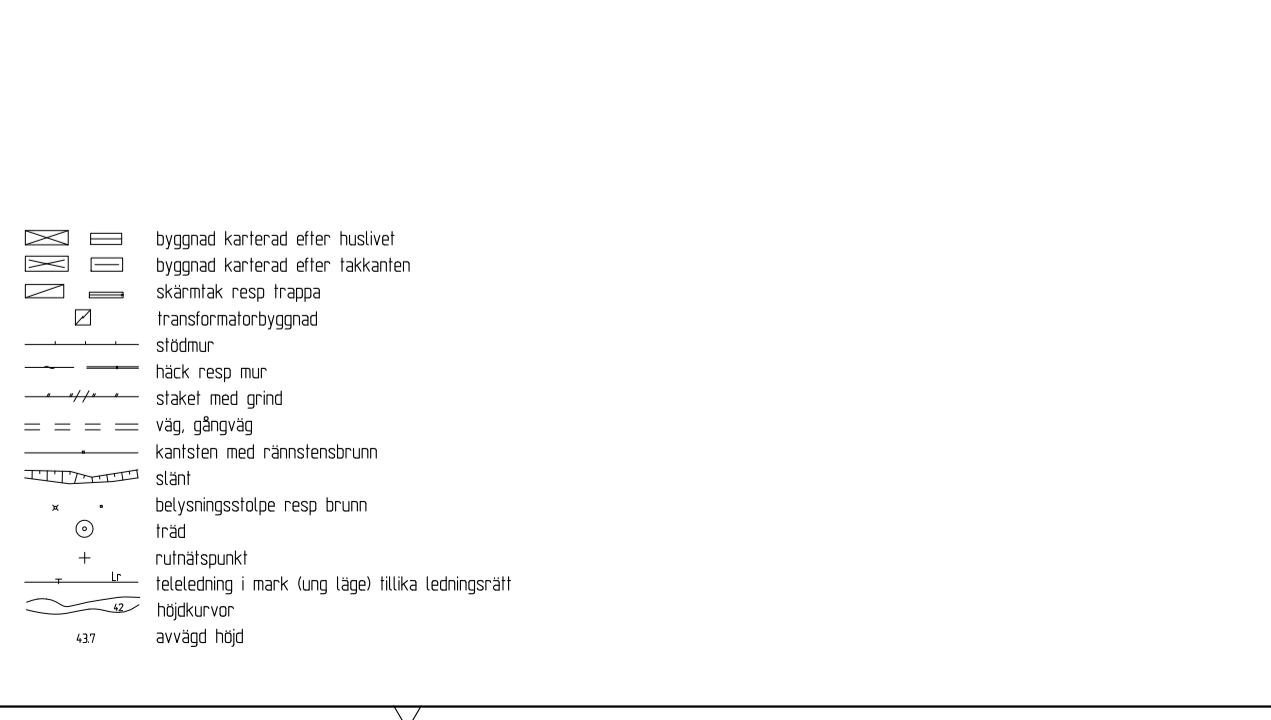 byggnad karterad efter huslivet
byggnad karterad efter takkanten
skärmtak resp trappa
transformatorbyggnad
stödmur
häck resp mur
staket med grind
väg, gångväg
kantsten med rännstensbrunn
slänt
belysningsstolpe resp brunn
träd
rutnätspunkt
T Lr teleledning i mark (ung läge) tillika ledningsrätt
42 höjdkurvor
43.7 avvägd höjd